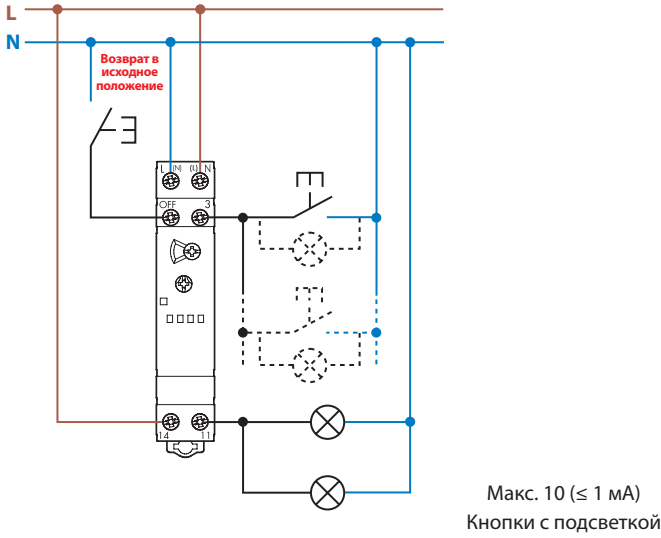 L
N
Возврат в
исходное
положение
L (N) (L) N
OFF 3
14 11
Макс. 10 (≤ 1 мА)
Кнопки с подсветкой